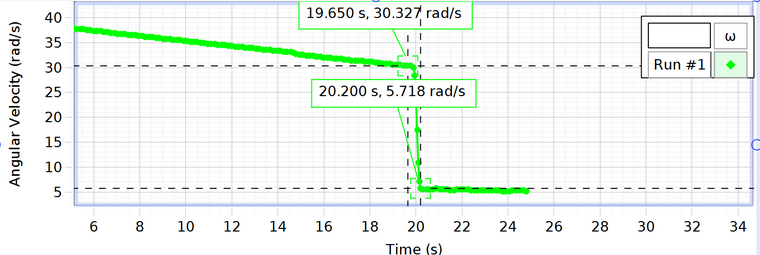 19.650 s, 30.327 rad/s
20.200 s, 5.718 rad/s
ω
Run #1
Angular Velocity (rad/s)
40
35
30
25
20
15
10
5
6 8 10 12 14 16 18 20 22 24 26 28 30 32 34
Time (s)